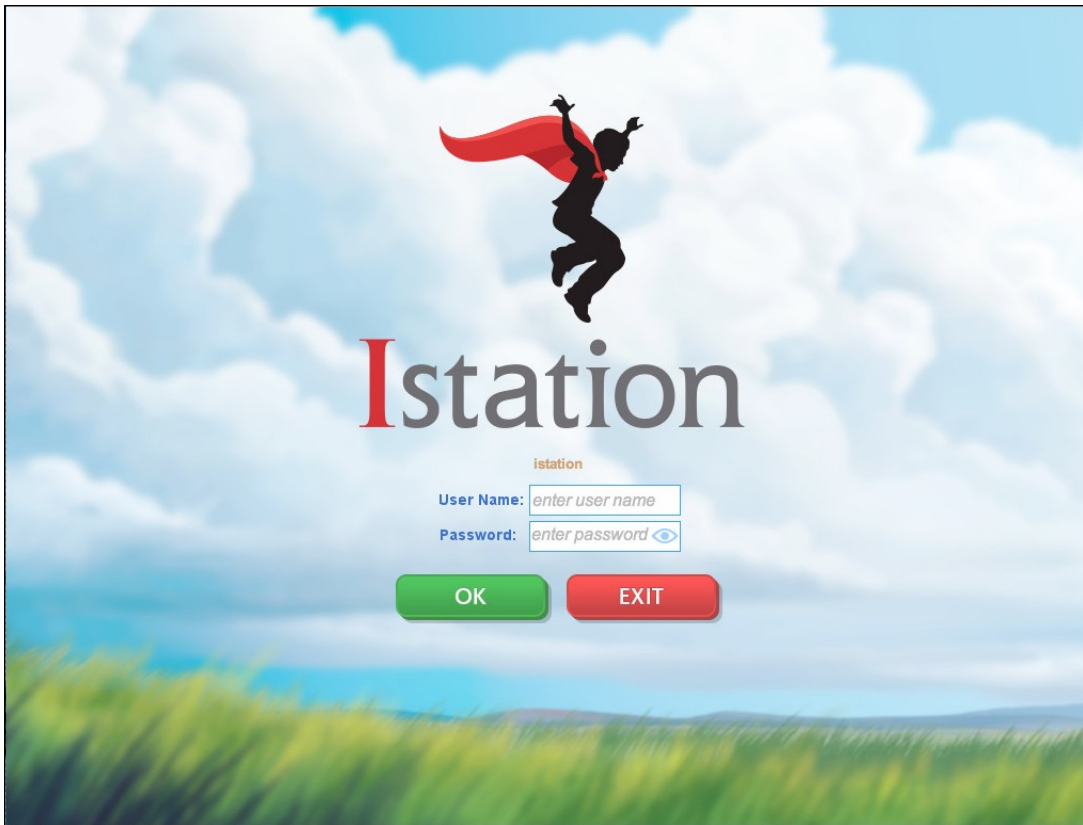 Istation
istation
User Name: enter user name
Password: enter password
OK EXIT